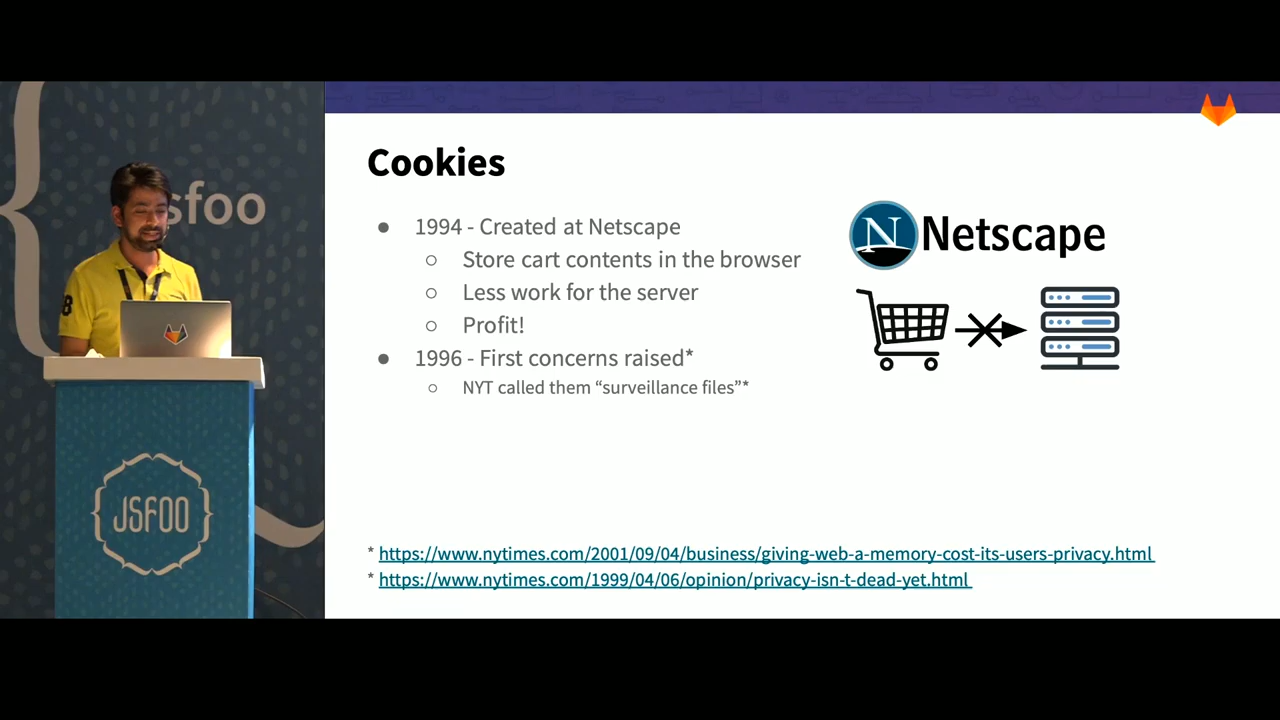 sfoo
8
JSFOO
Cookies
● 1994 - Created at Netscape
○ Store cart contents in the browser
○ Less work for the server
○ Profit!
● 1996 - First concerns raised*
○ NYT called them “surveillance files”*
N Netscape
* https://www.nytimes.com/2001/09/04/business/giving-web-a-memory-cost-its-users-privacy.html
* https://www.nytimes.com/1999/04/06/opinion/privacy-isn-t-dead-yet.html